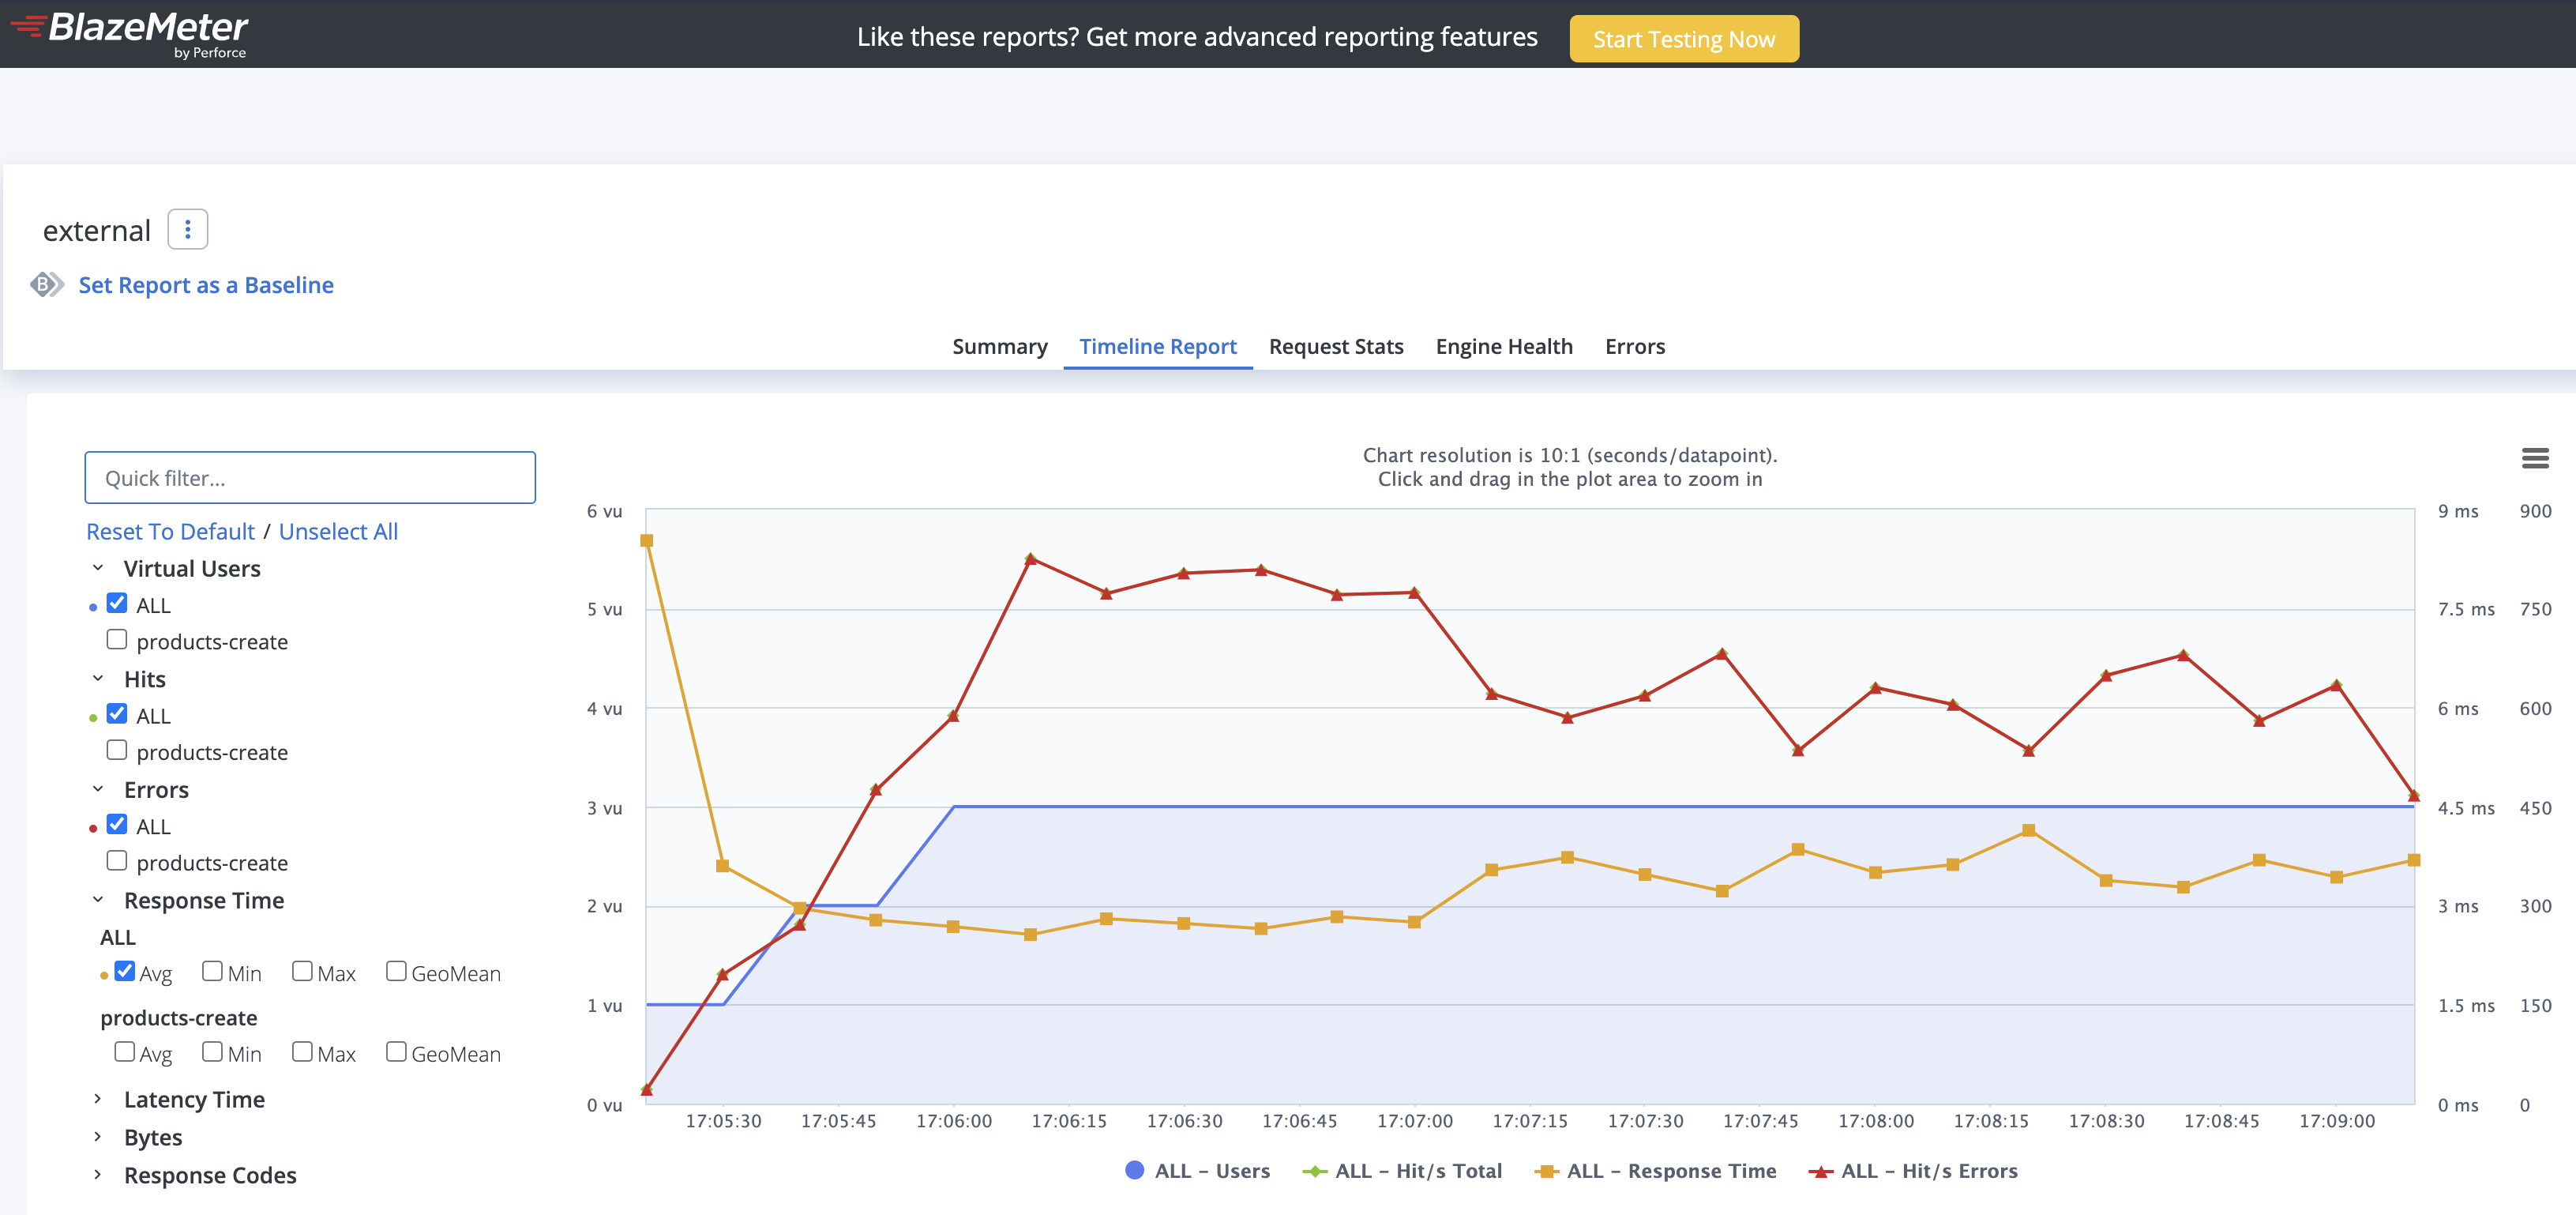 BlazeMeter
by Perforce
Like these reports? Get more advanced reporting features
Start Testing Now
external
B
Set Report as a Baseline
Summary Timeline Report Request Stats Engine Health Errors
Quick filter...
Reset To Default / Unselect All
Virtual Users
ALL
products-create
Hits
ALL
products-create
Errors
ALL
products-create
Response Time
ALL
Avg Min Max GeoMean
products-create
Avg Min Max GeoMean
Latency Time
Bytes
Response Codes
Chart resolution is 10:1 (seconds/datapoint).
Click and drag in the plot area to zoom in
6 vu 9 ms 900
5 vu 7.5 ms 750
4 vu 6 ms 600
3 vu 4.5 ms 450
2 vu 3 ms 300
1 vu 1.5 ms 150
0 vu 0 ms 0
17:05:30 17:05:45 17:06:00 17:06:15 17:06:30 17:06:45 17:07:00 17:07:15 17:07:30 17:07:45 17:08:00 17:08:15 17:08:30 17:08:45 17:09:00
ALL - Users ALL - Hit/s Total ALL - Response Time ALL - Hit/s Errors